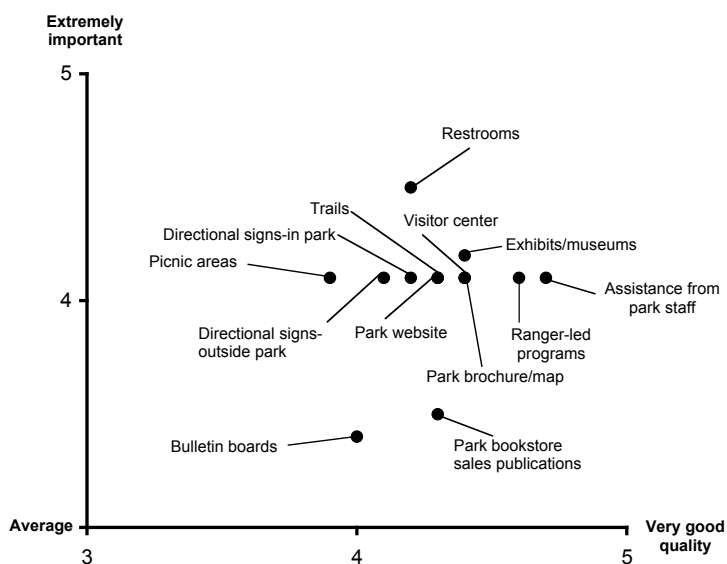 Extremely
important
5
Restrooms
Trails
Visitor center
Directional signs-in park
Exhibits/museums
Picnic areas
4
Assistance from
park staff
Directional signs-
outside park
Park website
Ranger-led
programs
Park brochure/map
Bulletin boards
Park bookstore
sales publications
Average
Very good
quality
3
4
5